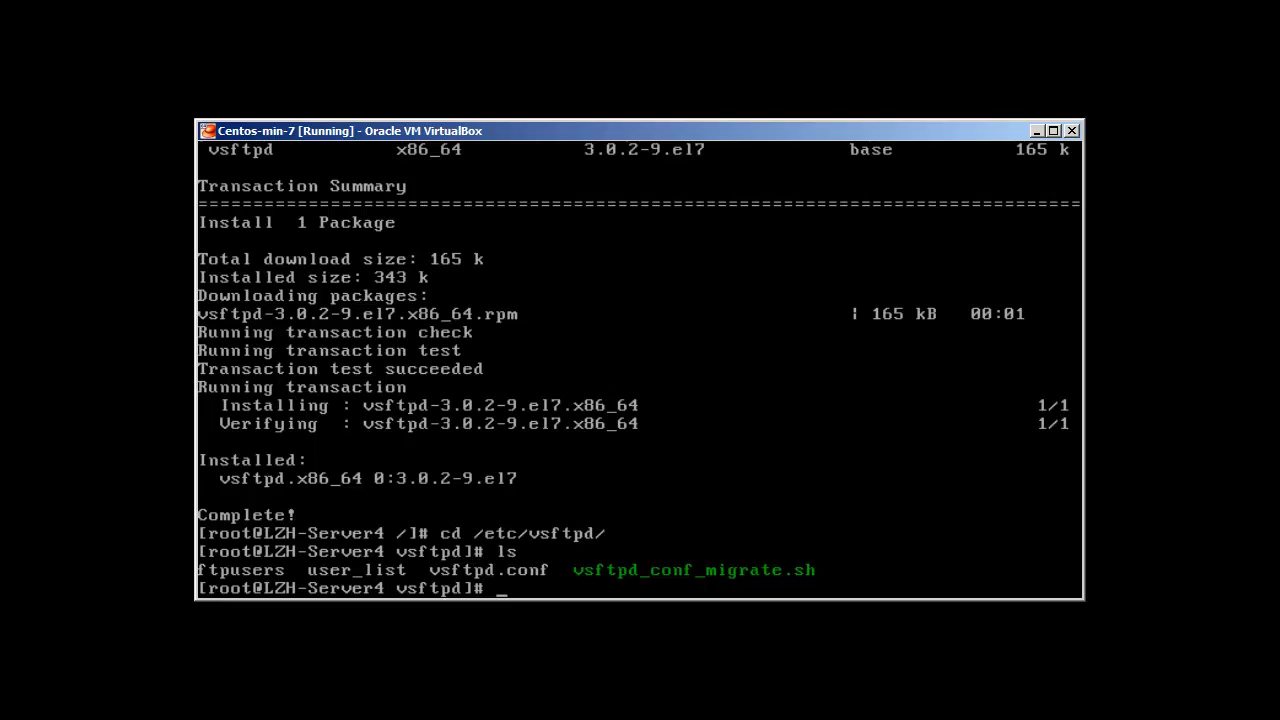 Centos-min-7 [Running] - Oracle VM VirtualBox
vsftpd x86_64 3.0.2-9.el7 base 165 k
Transaction Summary
================================================================================
Install 1 Package
Total download size: 165 k
Installed size: 343 k
Downloading packages:
vsftpd-3.0.2-9.el7.x86_64.rpm | 165 kB 00:01
Running transaction check
Running transaction test
Transaction test succeeded
Running transaction
Installing : vsftpd-3.0.2-9.el7.x86_64 1/1
Verifying : vsftpd-3.0.2-9.el7.x86_64 1/1
Installed:
vsftpd.x86_64 0:3.0.2-9.el7
Complete!
[root@LZH-Server4 /]# cd /etc/vsftpd/
[root@LZH-Server4 vsftpd]# ls
ftpusers user_list vsftpd.conf vsftpd_conf_migrate.sh
[root@LZH-Server4 vsftpd]# _